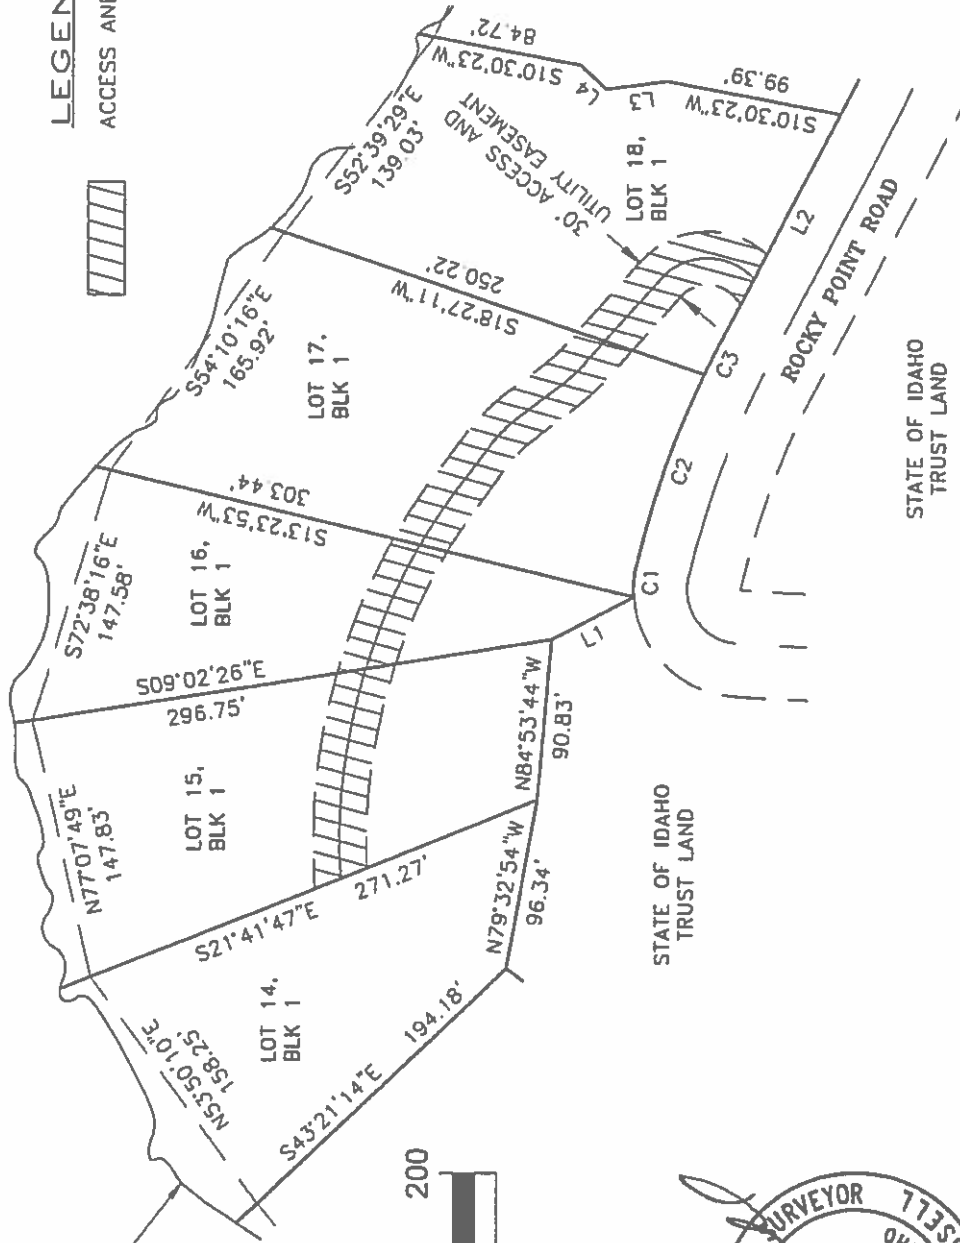 LEGEN
ACCESS AN
S10°30'23"W
84.72'
L4
L3
S10°30'23"W
99.39'
S52°39'29"E
139.03'
30' ACCESS AND
UTILITY EASEMENT
LOT 18,
BLK 1
L2
ROCKY POINT ROAD
S18°27'11"W
250.22'
S54°10'16"E
165.92'
LOT 17,
BLK 1
C3
C2
C1
STATE OF IDAHO
TRUST LAND
S13°23'53"W
303.44'
S72°38'16"E
147.58'
LOT 16,
BLK 1
L1
S09°02'26"E
296.75'
N77°07'49"E
147.83'
LOT 15,
BLK 1
N84°53'44"W
90.83'
S21°41'47"E
271.27'
N79°32'54"W
96.34'
STATE OF IDAHO
TRUST LAND
N53°50'10"E
158.25'
LOT 14,
BLK 1
S43°21'14"E
194.18'
200
SURVEYOR